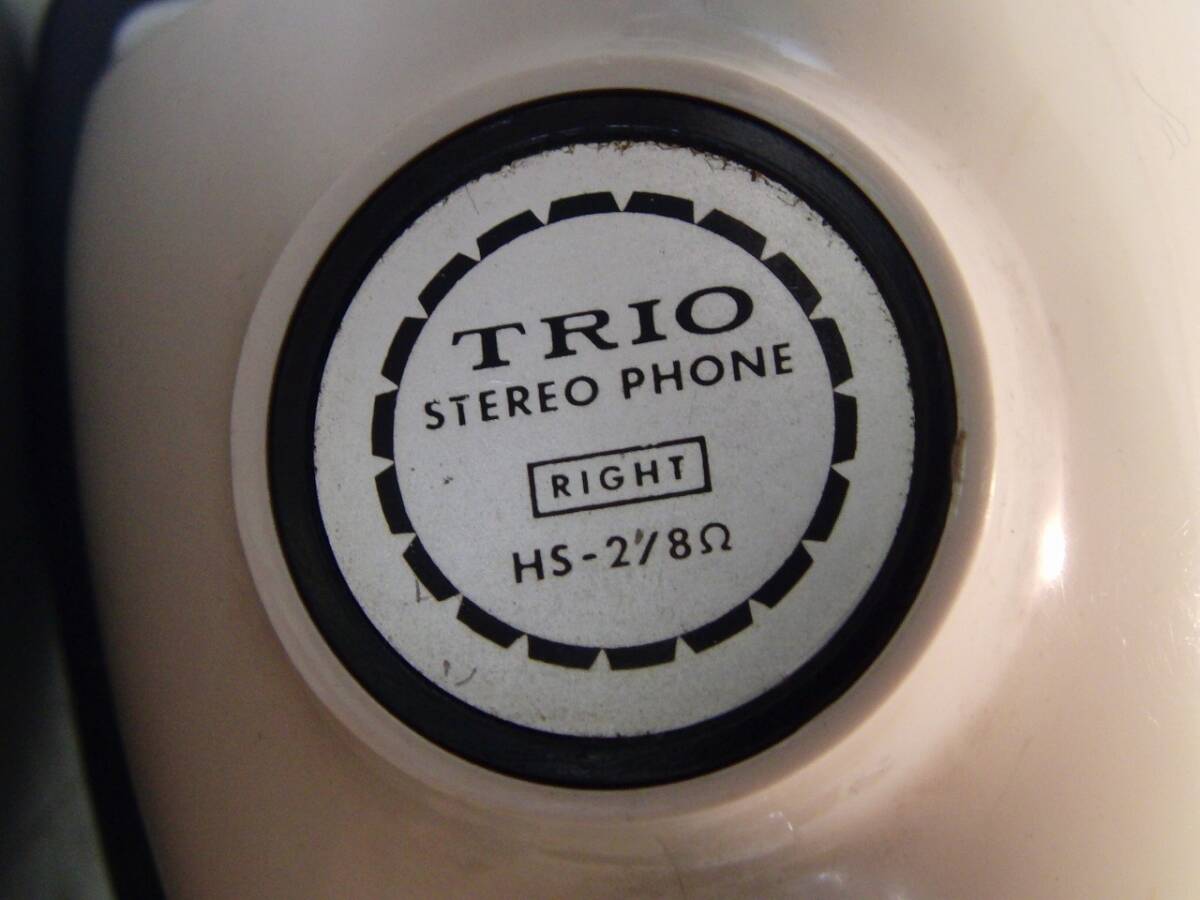 TRIO
STEREO PHONE
RIGHT
HS-2/8Ω